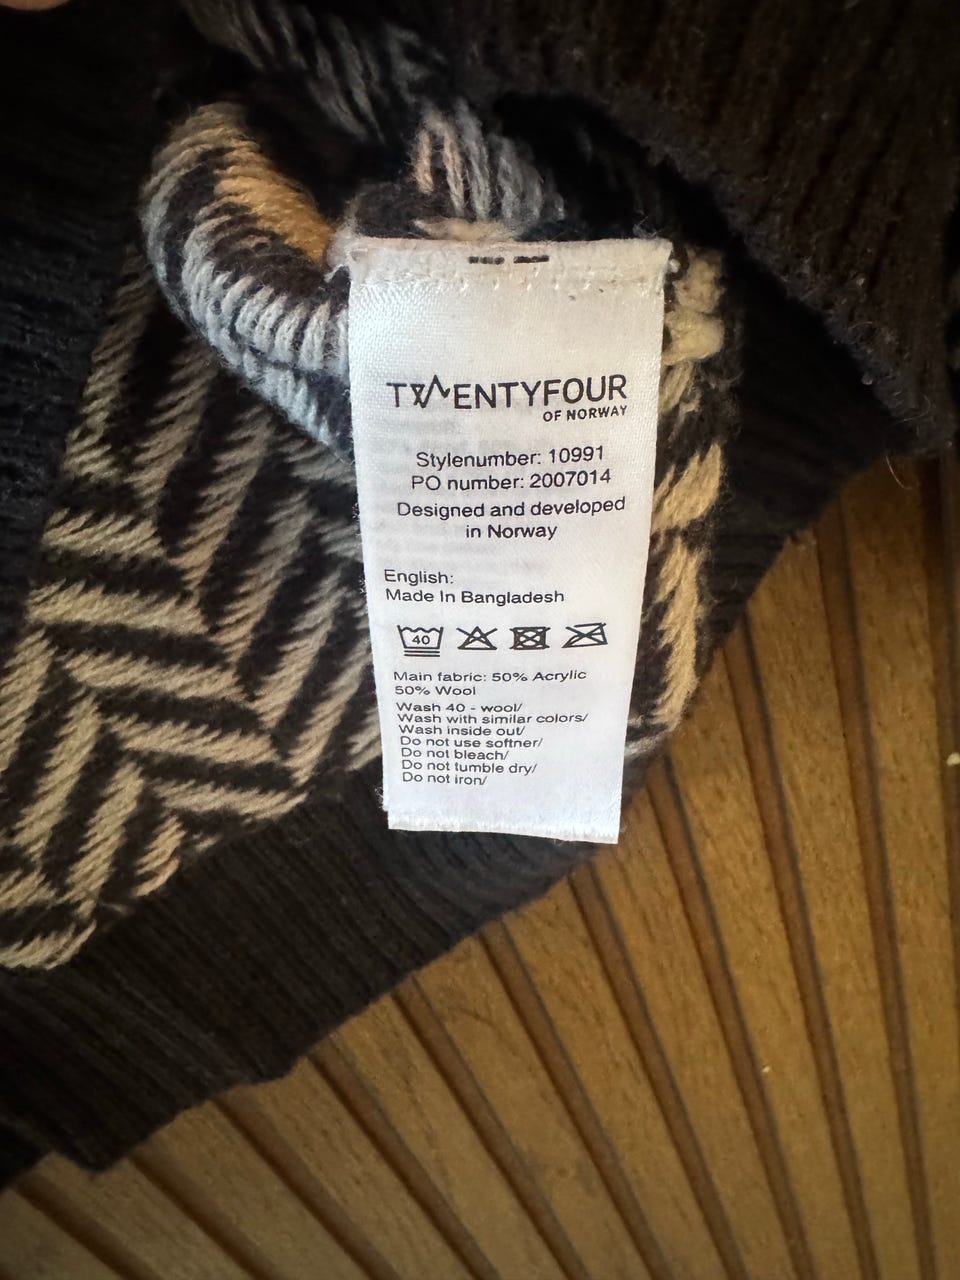 TWENTYFOUR
OF NORWAY
Stylenumber: 10991
PO number: 2007014
Designed and developed
in Norway
English:
Made In Bangladesh
40
Main fabric: 50% Acrylic
50% Wool
Wash 40 - wool/
Wash with similar colors/
Wash inside out/
Do not use softner/
Do not bleach/
Do not tumble dry/
Do not iron/